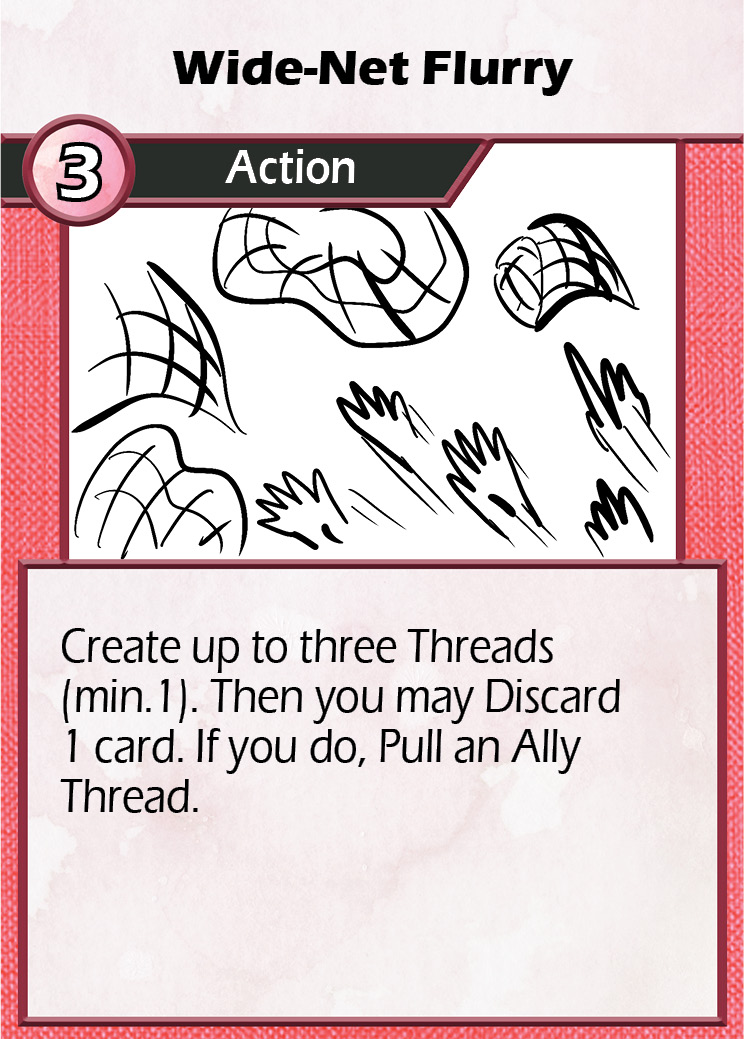 Wide-Net Flurry
3
Action
Create up to three Threads
(min.1). Then you may Discard
1 card. If you do, Pull an Ally
Thread.